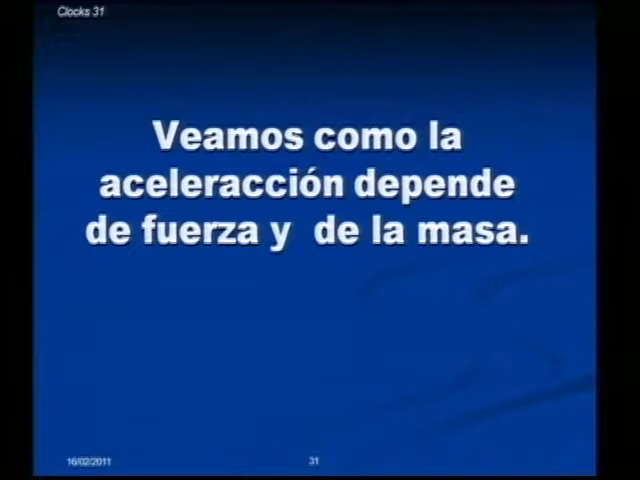 Clocks 31
Veamos como la
aceleracción depende
de fuerza y de la masa.
16/02/2011
31